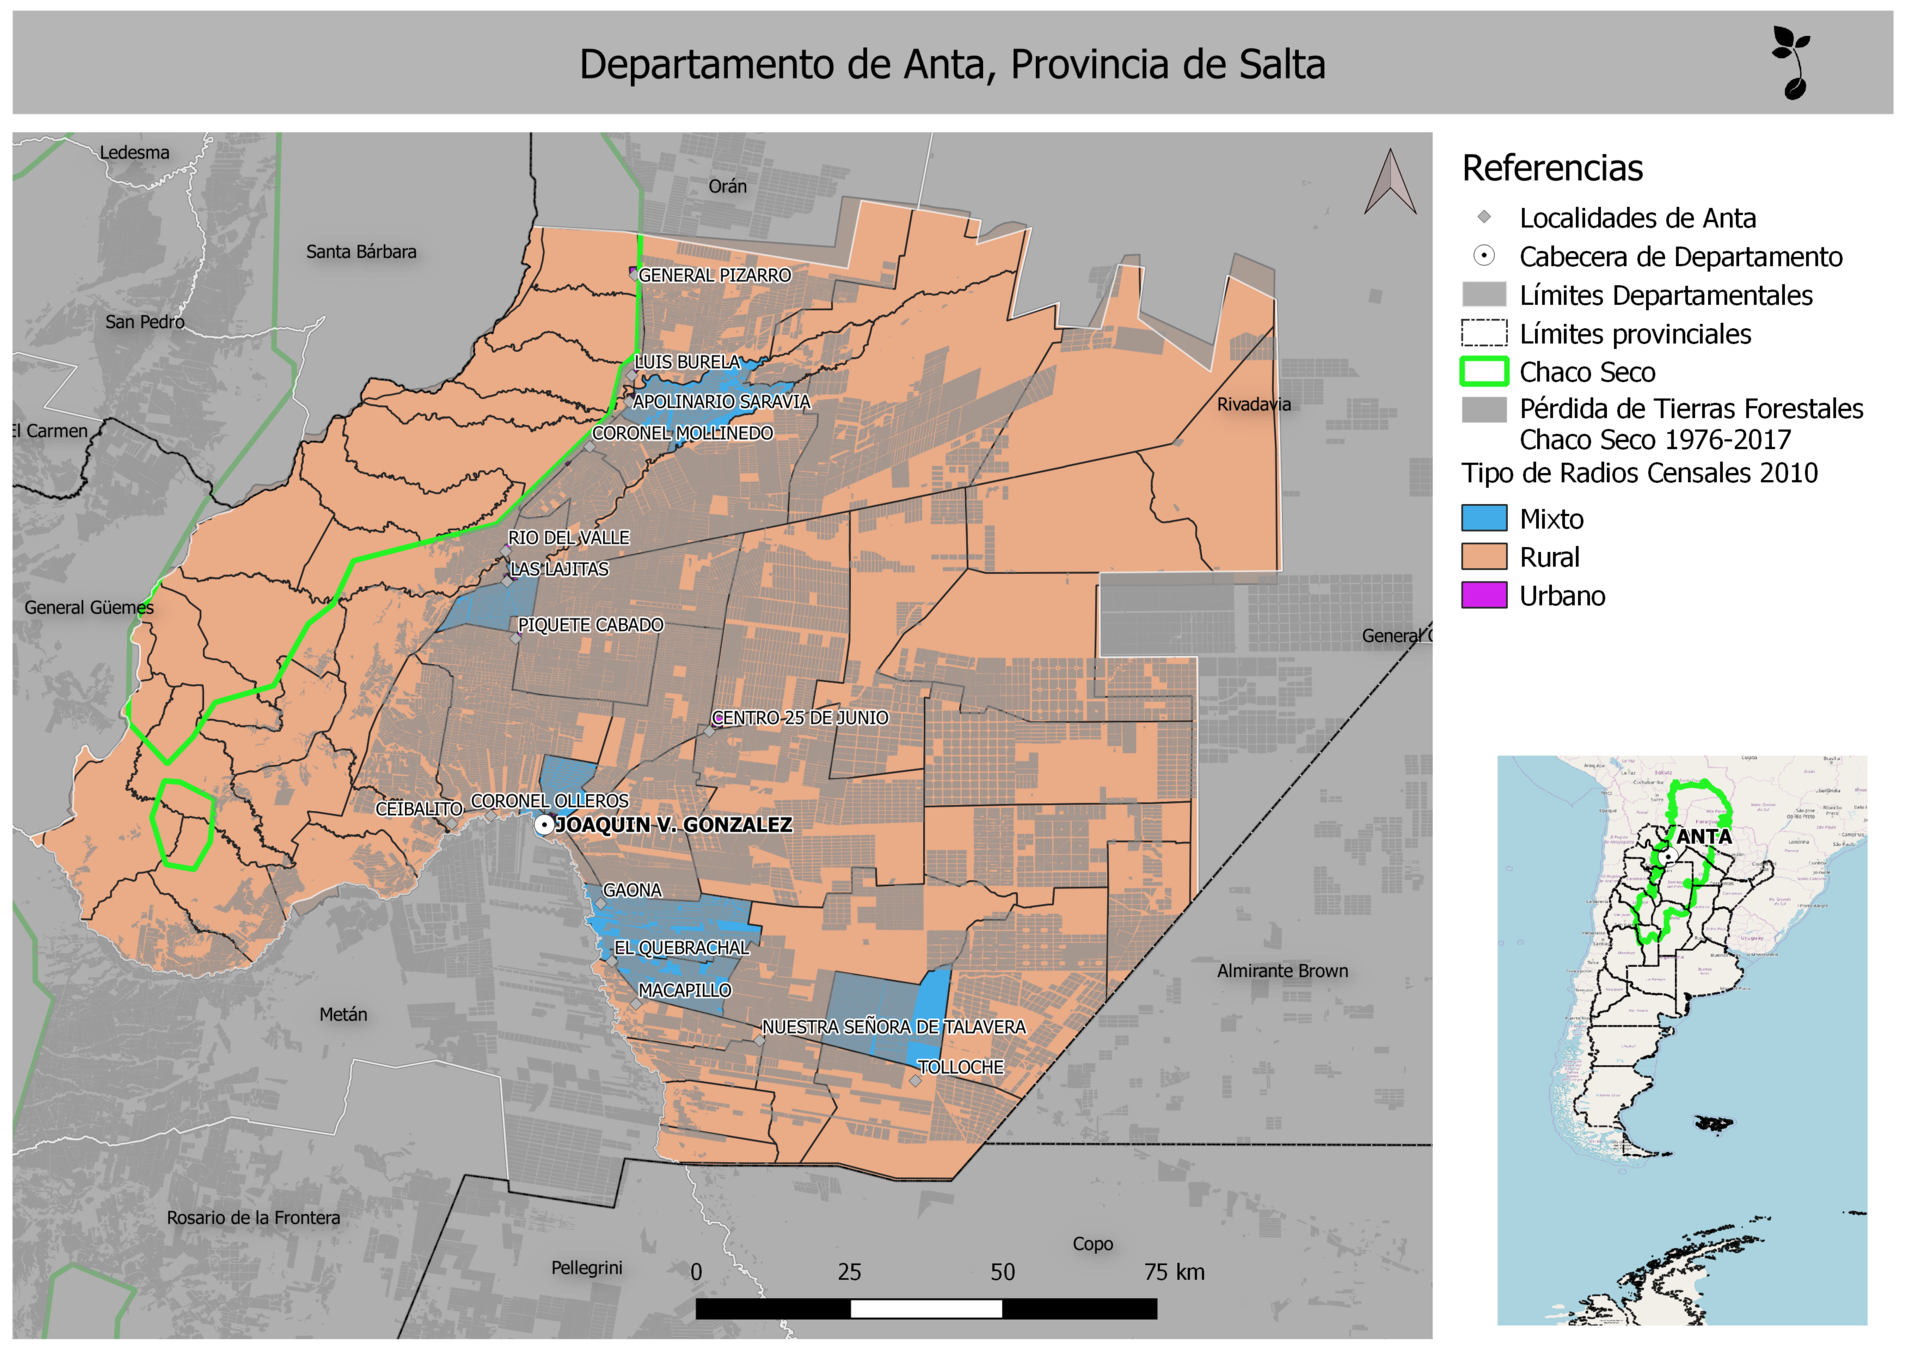 Departamento de Anta, Provincia de Salta
Ledesma
Orán
Santa Bárbara
San Pedro
El Carmen
General Güemes
Rivadavia
General G
Almirante Brown
Metán
Rosario de la Frontera
Pellegrini
Copo
GENERAL PIZARRO
LUIS BURELA
APOLINARIO SARAVIA
CORONEL MOLLINEDO
RIO DEL VALLE
LAS LAJITAS
PIQUETE CABADO
CENTRO 25 DE JUNIO
CEÏBALITO
CORONEL OLLEROS
JOAQUIN V. GONZALEZ
GAONA
EL QUEBRACHAL
MACAPILLO
NUESTRA SEÑORA DE TALAVERA
TOLLOCHE
0 25 50 75 km
Referencias
Localidades de Anta
Cabecera de Departamento
Límites Departamentales
Límites provinciales
Chaco Seco
Pérdida de Tierras Forestales
Chaco Seco 1976-2017
Tipo de Radios Censales 2010
Mixto
Rural
Urbano
ANTA